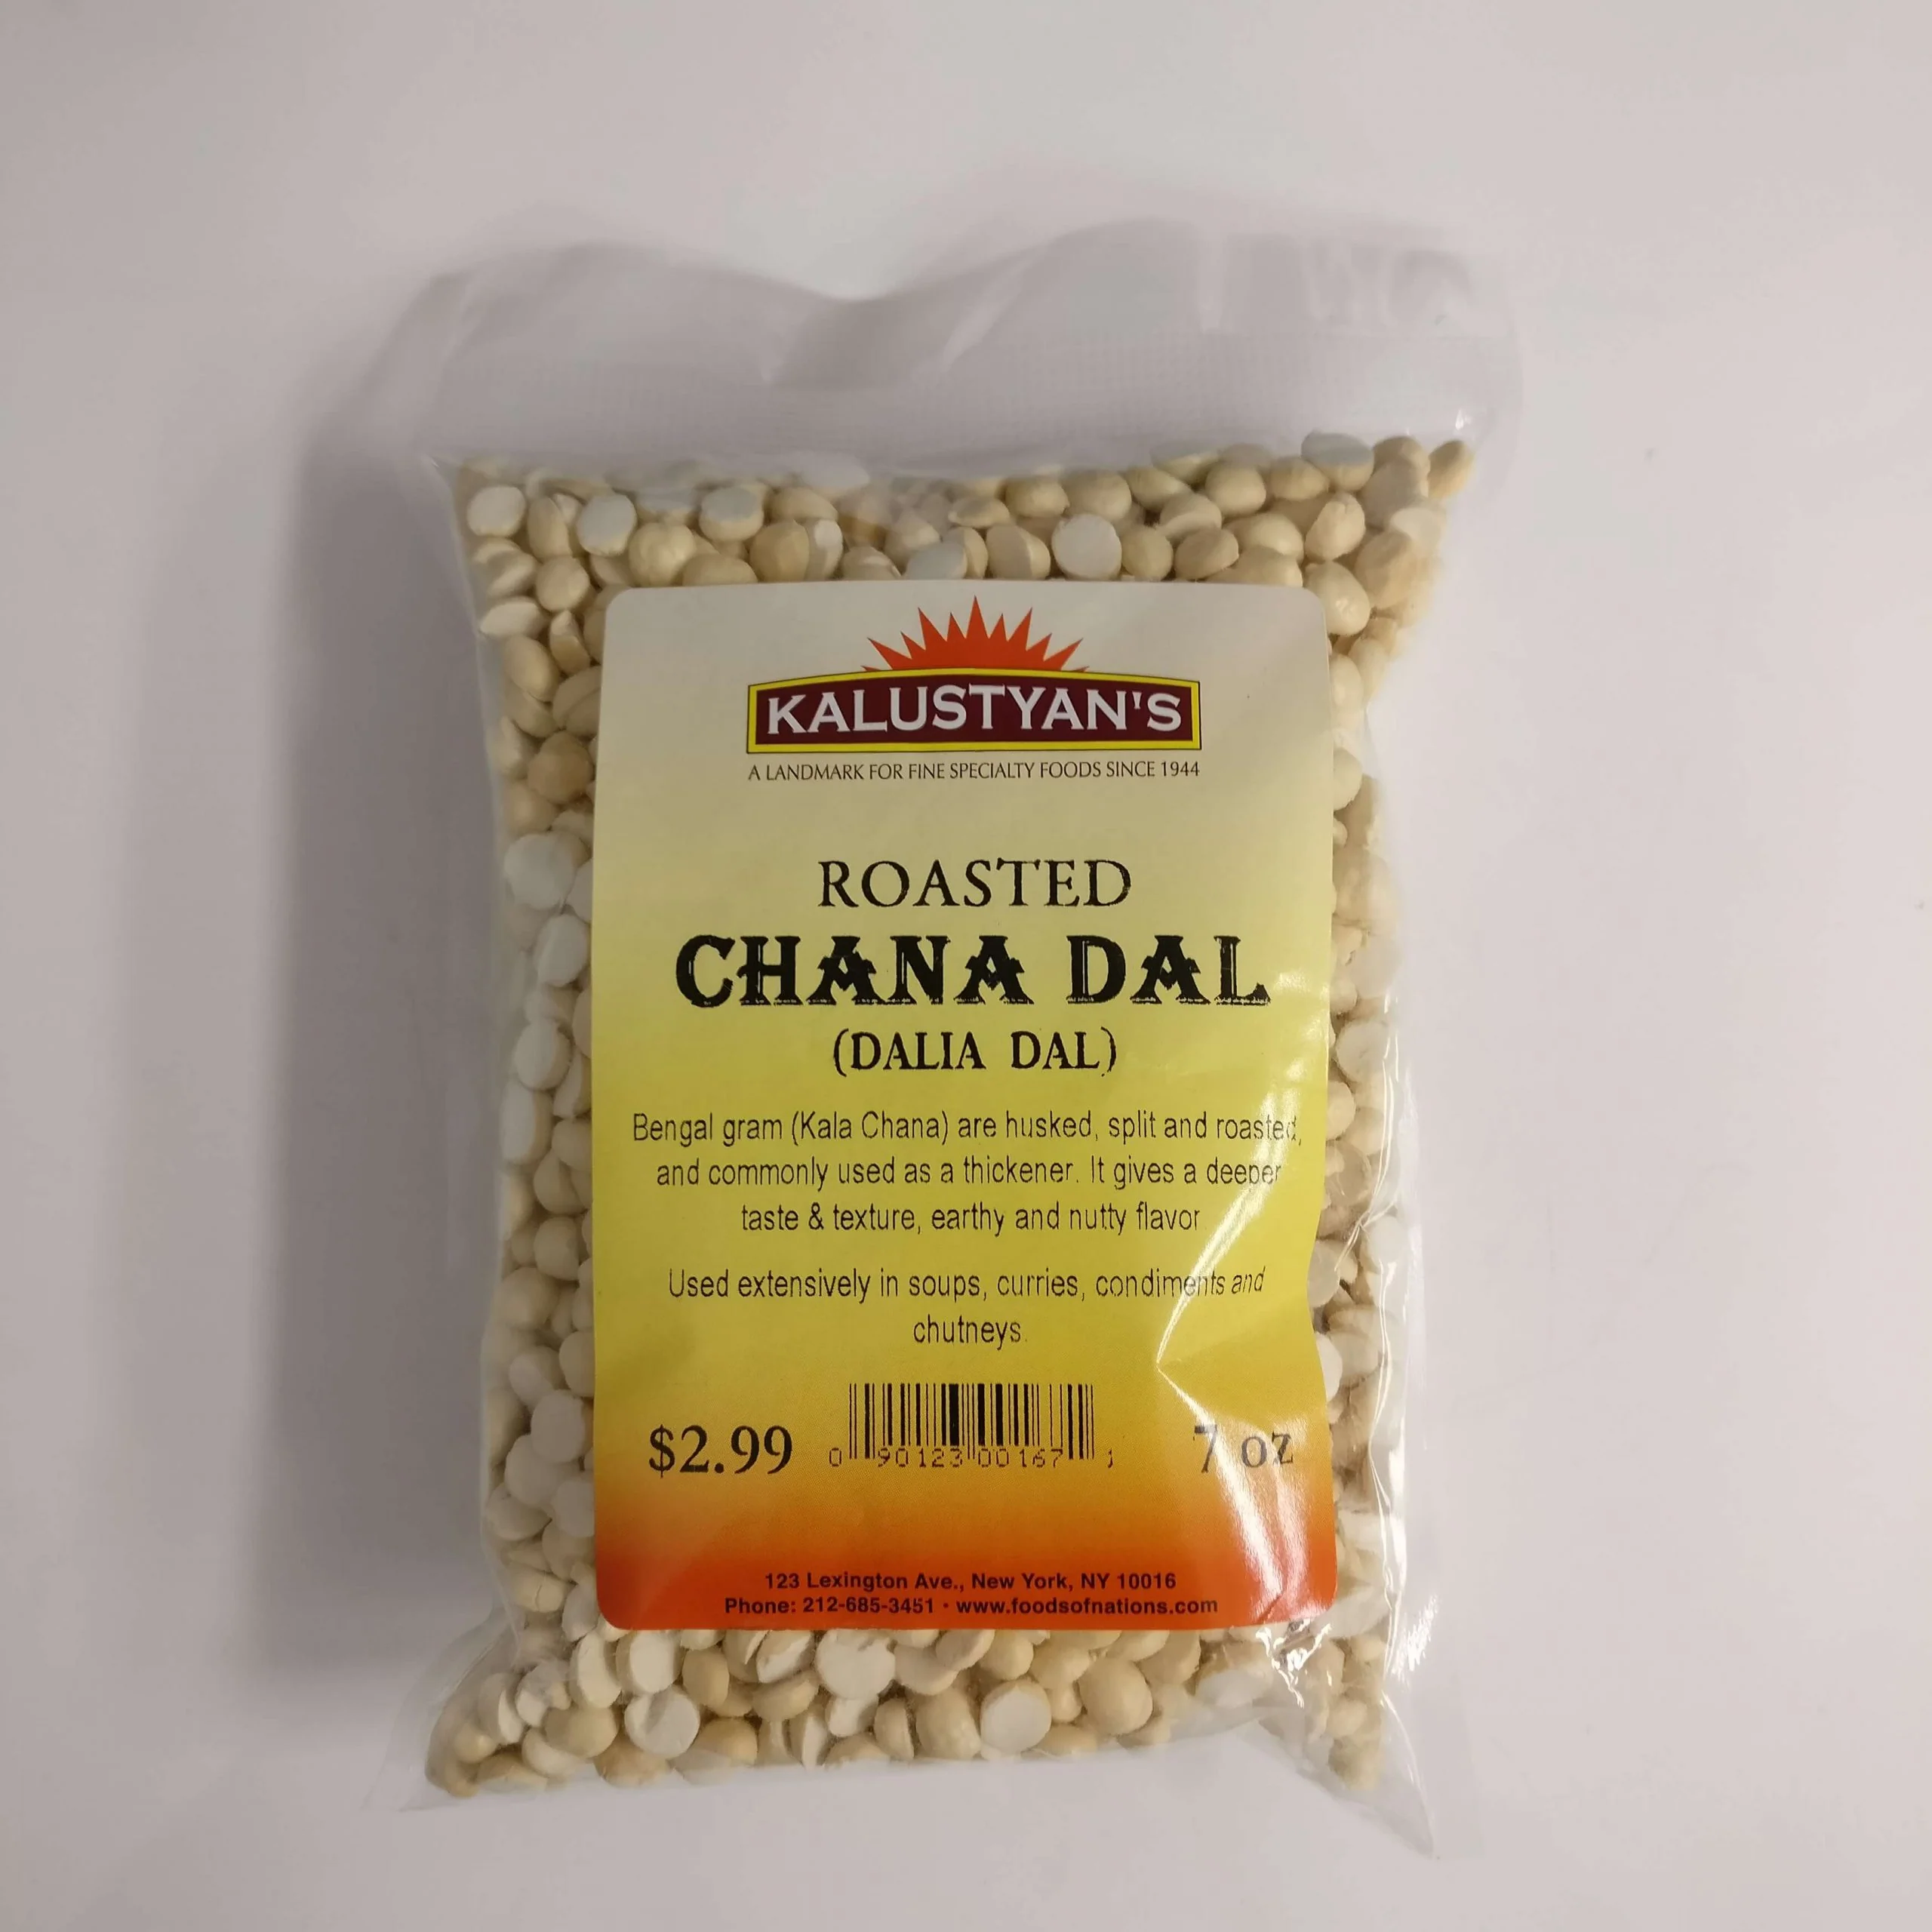 KALUSTYAN'S
A LANDMARK FOR FINE SPECIALTY FOODS SINCE 1944
ROASTED
CHANA DAL
(DALIA DAL)
Bengal gram (Kala Chana) are husked, split and roasted,
and commonly used as a thickener. It gives a deeper
taste & texture, earthy and nutty flavor
Used extensively in soups, curries, condiments and
chutneys.
$2.99 0 90123 00167 1 7 oz
123 Lexington Ave., New York, NY 10016
Phone: 212-685-3451 • www.foodsofnations.com